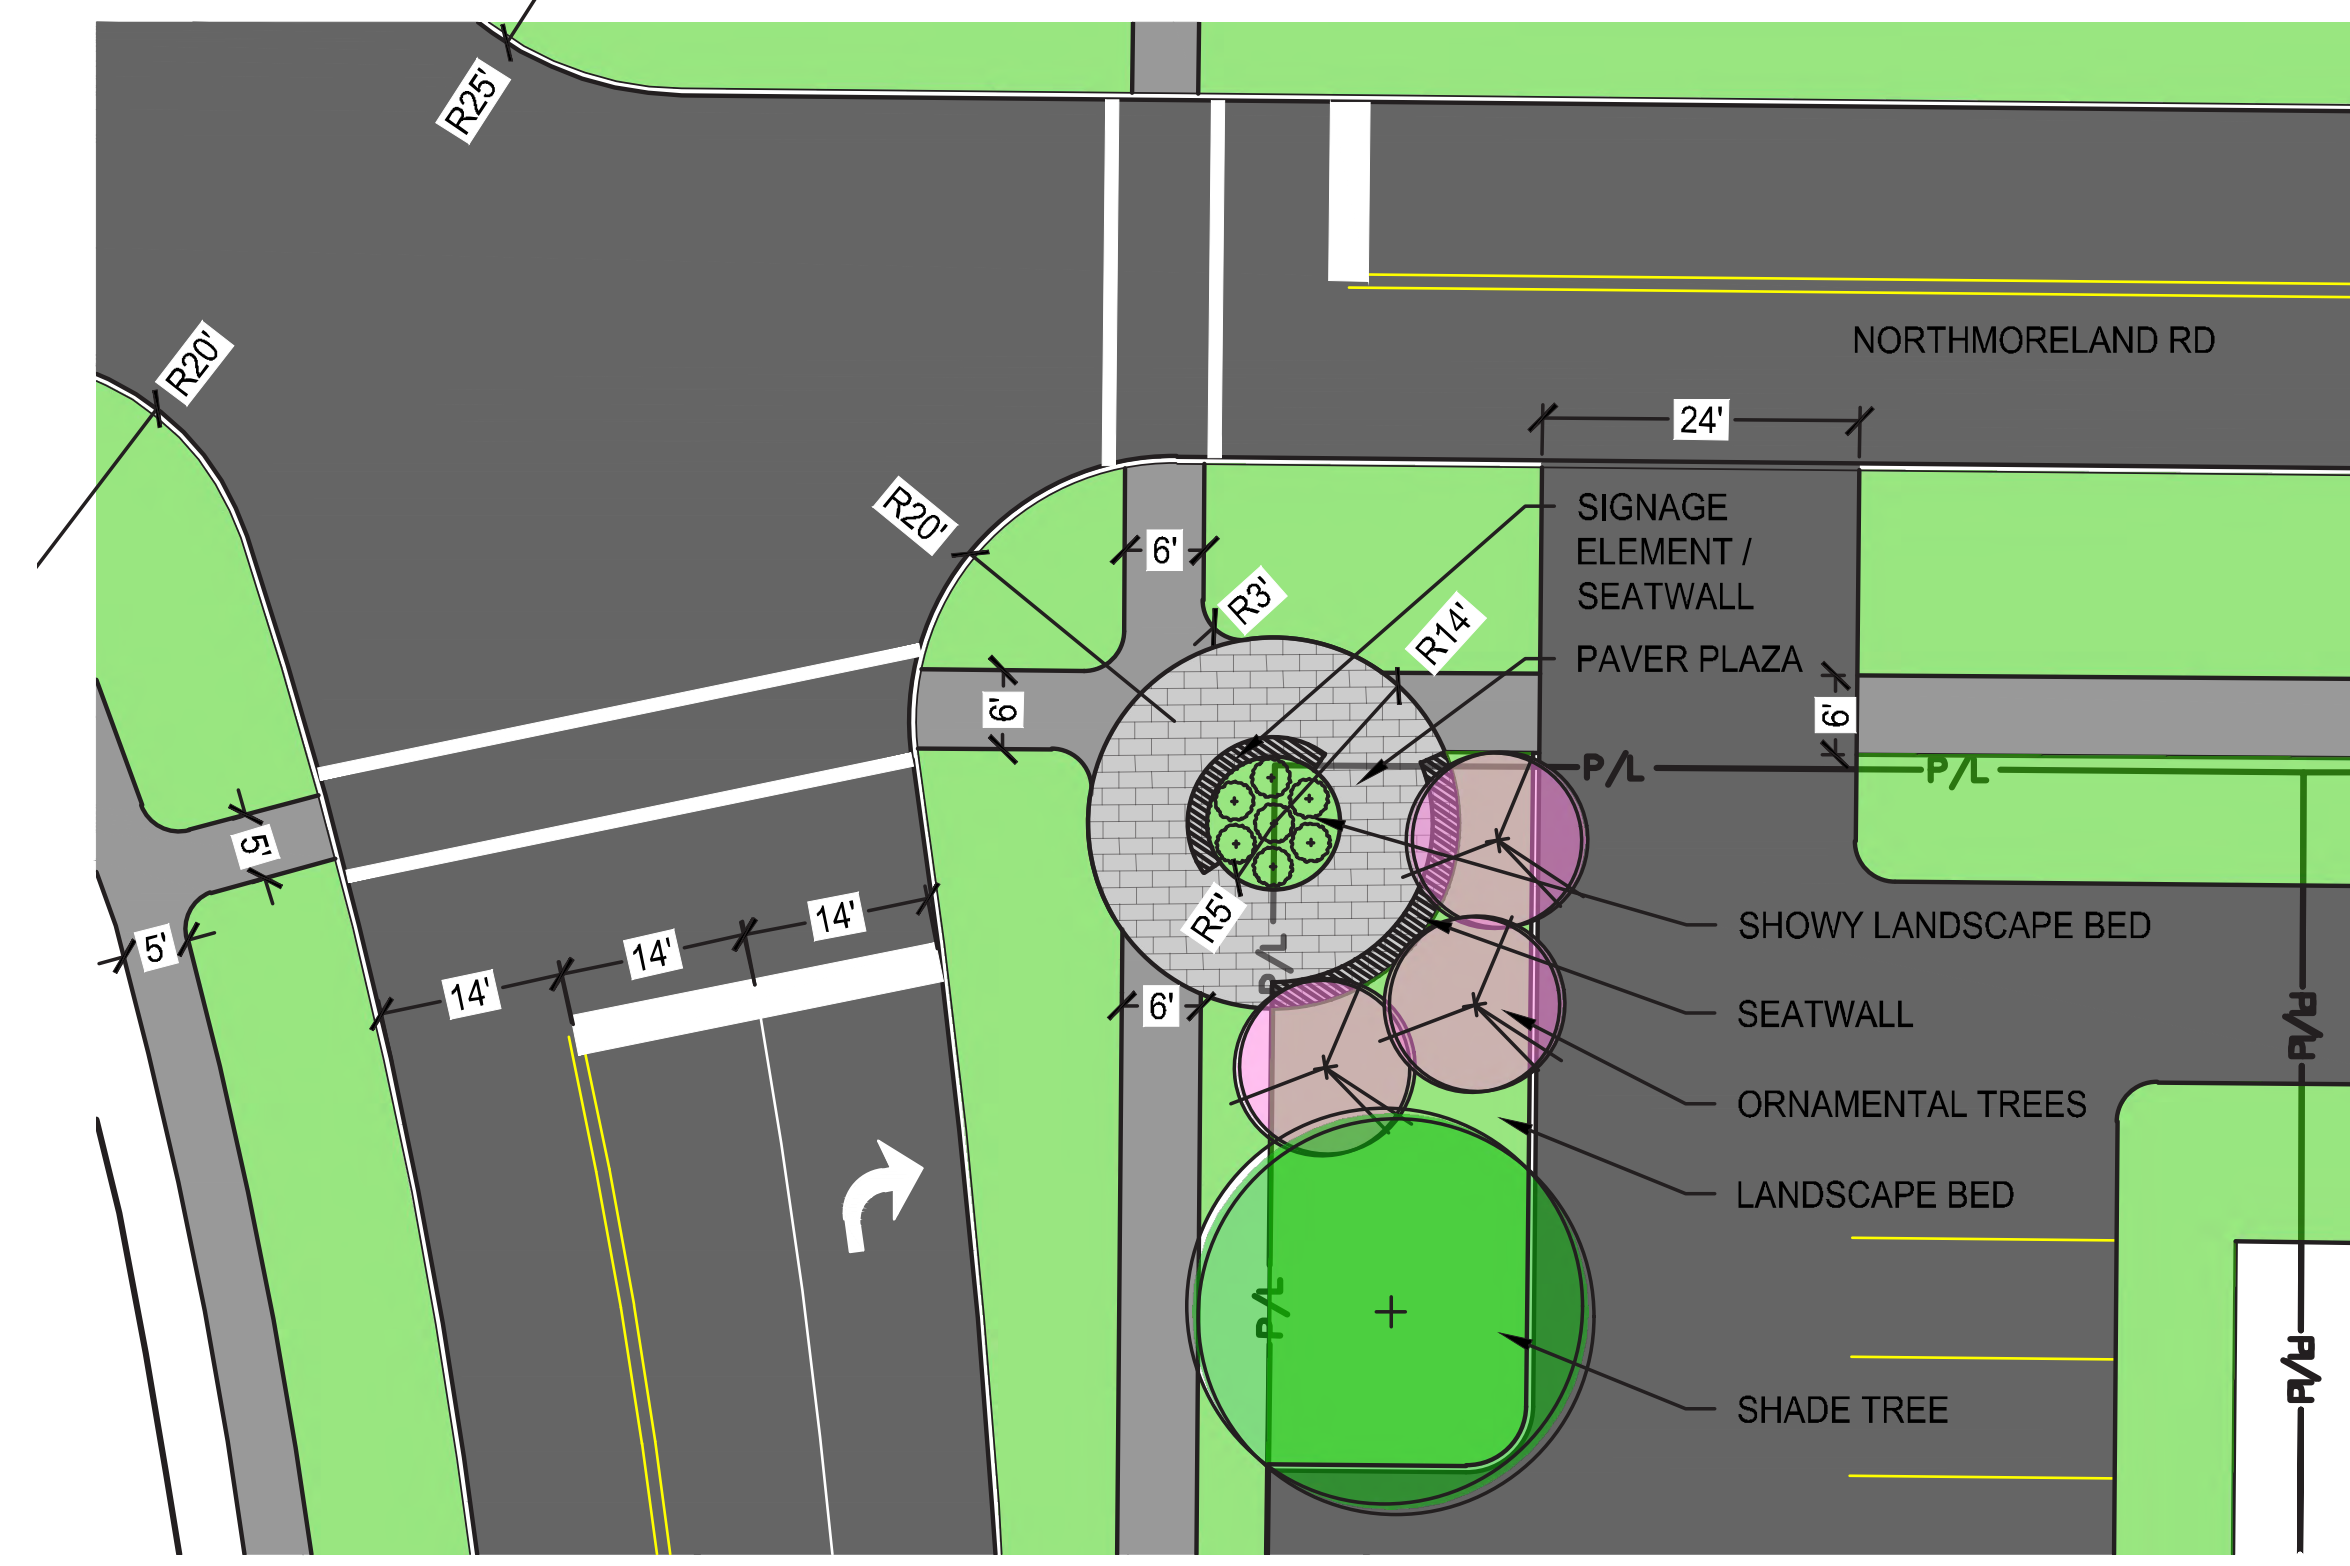 R25'
R20'
NORTHMORELAND RD
24'
R20'
SIGNAGE
ELEMENT /
SEATWALL
6'
R3'
R14'
PAVER PLAZA
6'
6'
P/L
P/L
5'
R5'
SHOWY LANDSCAPE BED
14'
14'
14'
5'
P/L
6'
SEATWALL
P/L
ORNAMENTAL TREES
LANDSCAPE BED
P/L
P/L
SHADE TREE